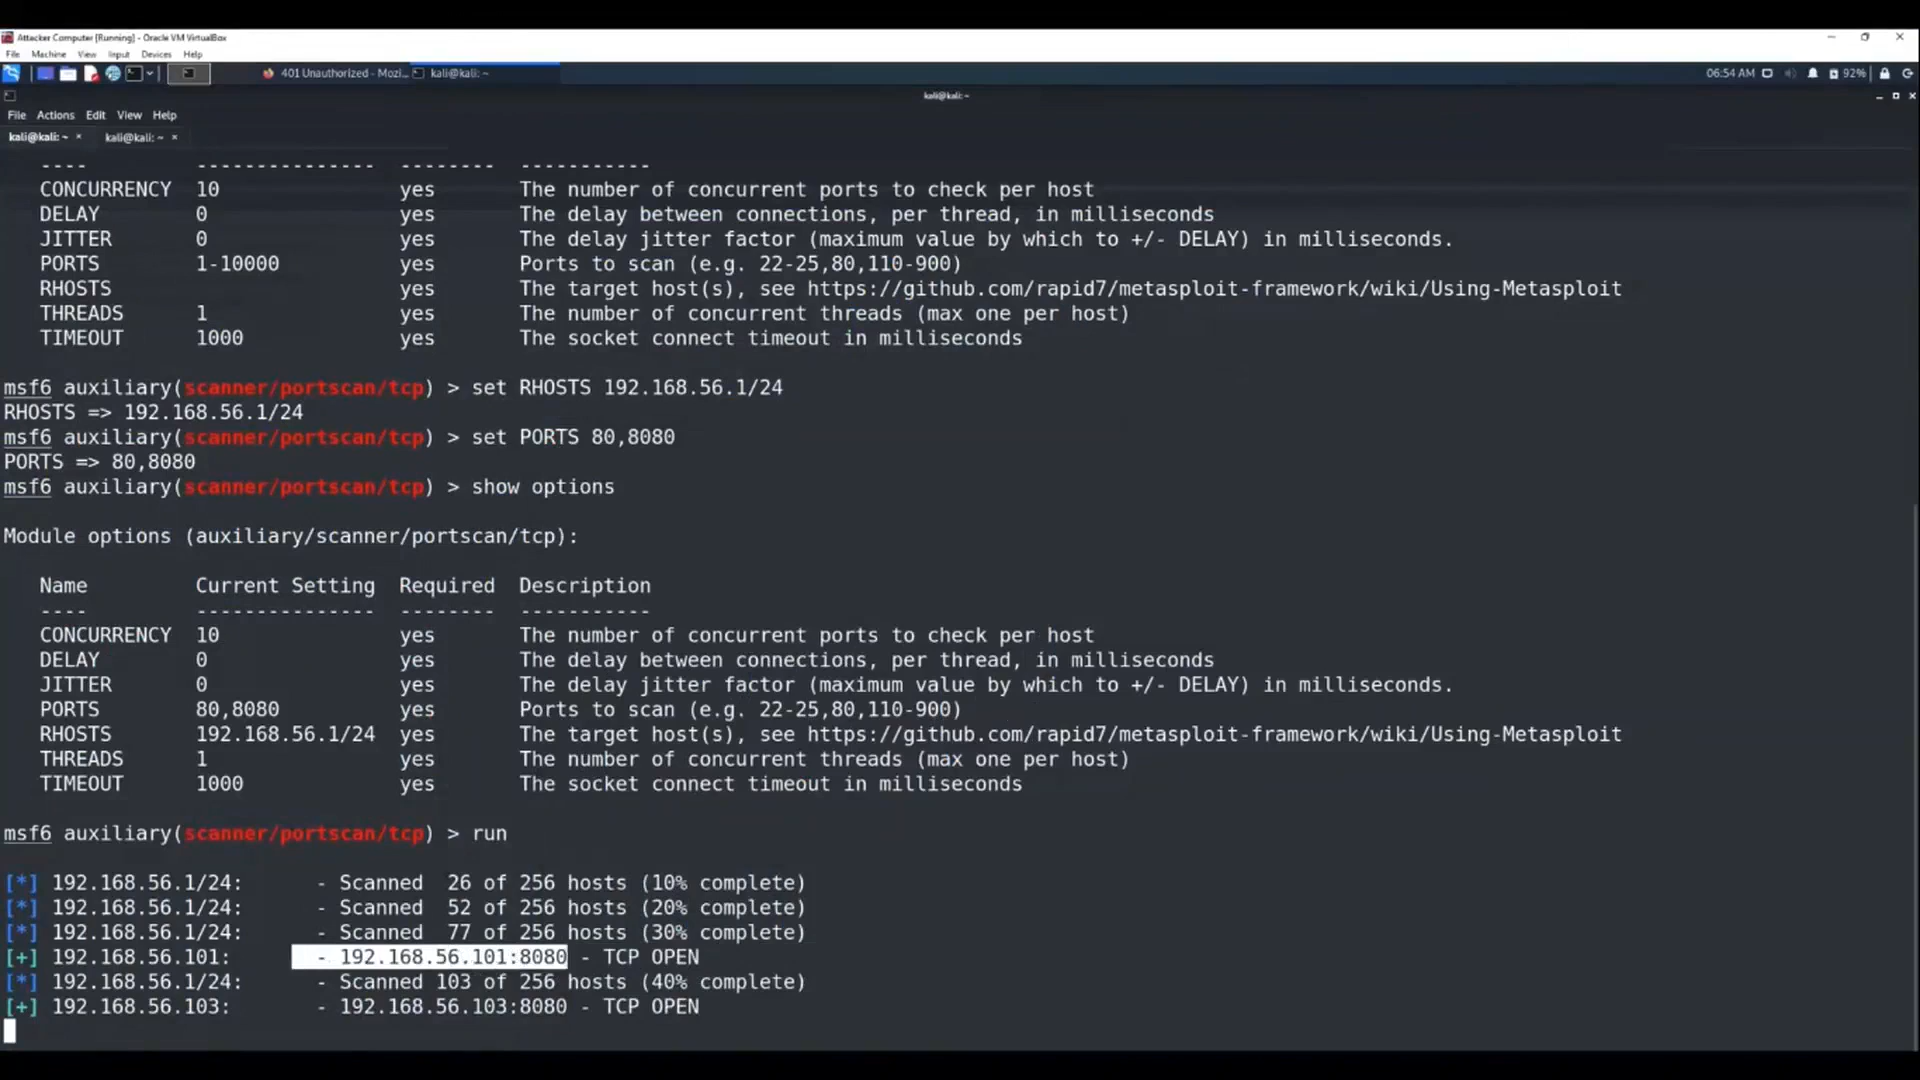 Attacker Computer [Running] - Oracle VM VirtualBox
File Machine View Input Devices Help
401 Unauthorized - Mozi... kali@kali: ~ 06:54 AM 92%
kali@kali: ~
File Actions Edit View Help
kali@kali: ~ × kali@kali: ~ ×
---- --------------- -------- -----------
CONCURRENCY 10 yes The number of concurrent ports to check per host
DELAY 0 yes The delay between connections, per thread, in milliseconds
JITTER 0 yes The delay jitter factor (maximum value by which to +/- DELAY) in milliseconds.
PORTS 1-10000 yes Ports to scan (e.g. 22-25,80,110-900)
RHOSTS yes The target host(s), see https://github.com/rapid7/metasploit-framework/wiki/Using-Metasploit
THREADS 1 yes The number of concurrent threads (max one per host)
TIMEOUT 1000 yes The socket connect timeout in milliseconds
msf6 auxiliary(scanner/portscan/tcp) > set RHOSTS 192.168.56.1/24
RHOSTS => 192.168.56.1/24
msf6 auxiliary(scanner/portscan/tcp) > set PORTS 80,8080
PORTS => 80,8080
msf6 auxiliary(scanner/portscan/tcp) > show options
Module options (auxiliary/scanner/portscan/tcp):
Name Current Setting Required Description
---- --------------- -------- -----------
CONCURRENCY 10 yes The number of concurrent ports to check per host
DELAY 0 yes The delay between connections, per thread, in milliseconds
JITTER 0 yes The delay jitter factor (maximum value by which to +/- DELAY) in milliseconds.
PORTS 80,8080 yes Ports to scan (e.g. 22-25,80,110-900)
RHOSTS 192.168.56.1/24 yes The target host(s), see https://github.com/rapid7/metasploit-framework/wiki/Using-Metasploit
THREADS 1 yes The number of concurrent threads (max one per host)
TIMEOUT 1000 yes The socket connect timeout in milliseconds
msf6 auxiliary(scanner/portscan/tcp) > run
[*] 192.168.56.1/24: - Scanned 26 of 256 hosts (10% complete)
[*] 192.168.56.1/24: - Scanned 52 of 256 hosts (20% complete)
[*] 192.168.56.1/24: - Scanned 77 of 256 hosts (30% complete)
[+] 192.168.56.101: - 192.168.56.101:8080 - TCP OPEN
[*] 192.168.56.1/24: - Scanned 103 of 256 hosts (40% complete)
[+] 192.168.56.103: - 192.168.56.103:8080 - TCP OPEN